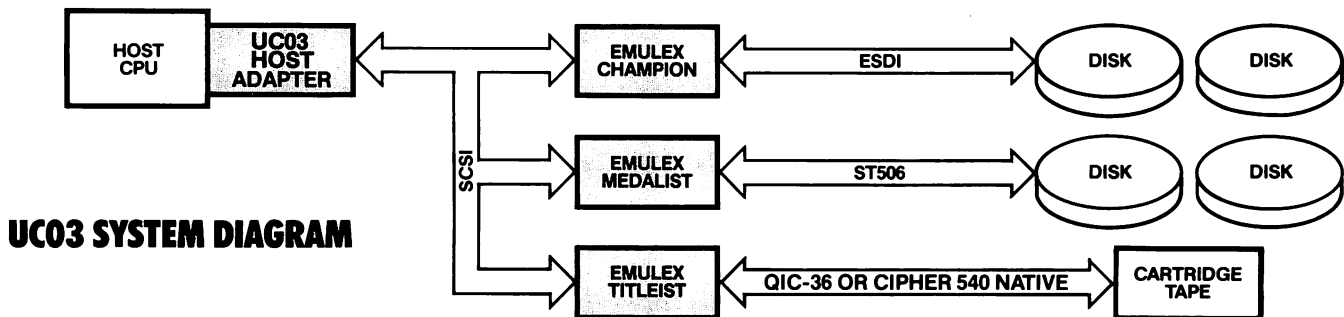 HOST
CPU
UC03
HOST
ADAPTER
EMULEX
CHAMPION
ESDI
DISK
DISK
SCSI
EMULEX
MEDALIST
ST506
DISK
DISK
UC03 SYSTEM DIAGRAM
EMULEX
TITLEIST
QIC-36 OR CIPHER 540 NATIVE
CARTRIDGE
TAPE